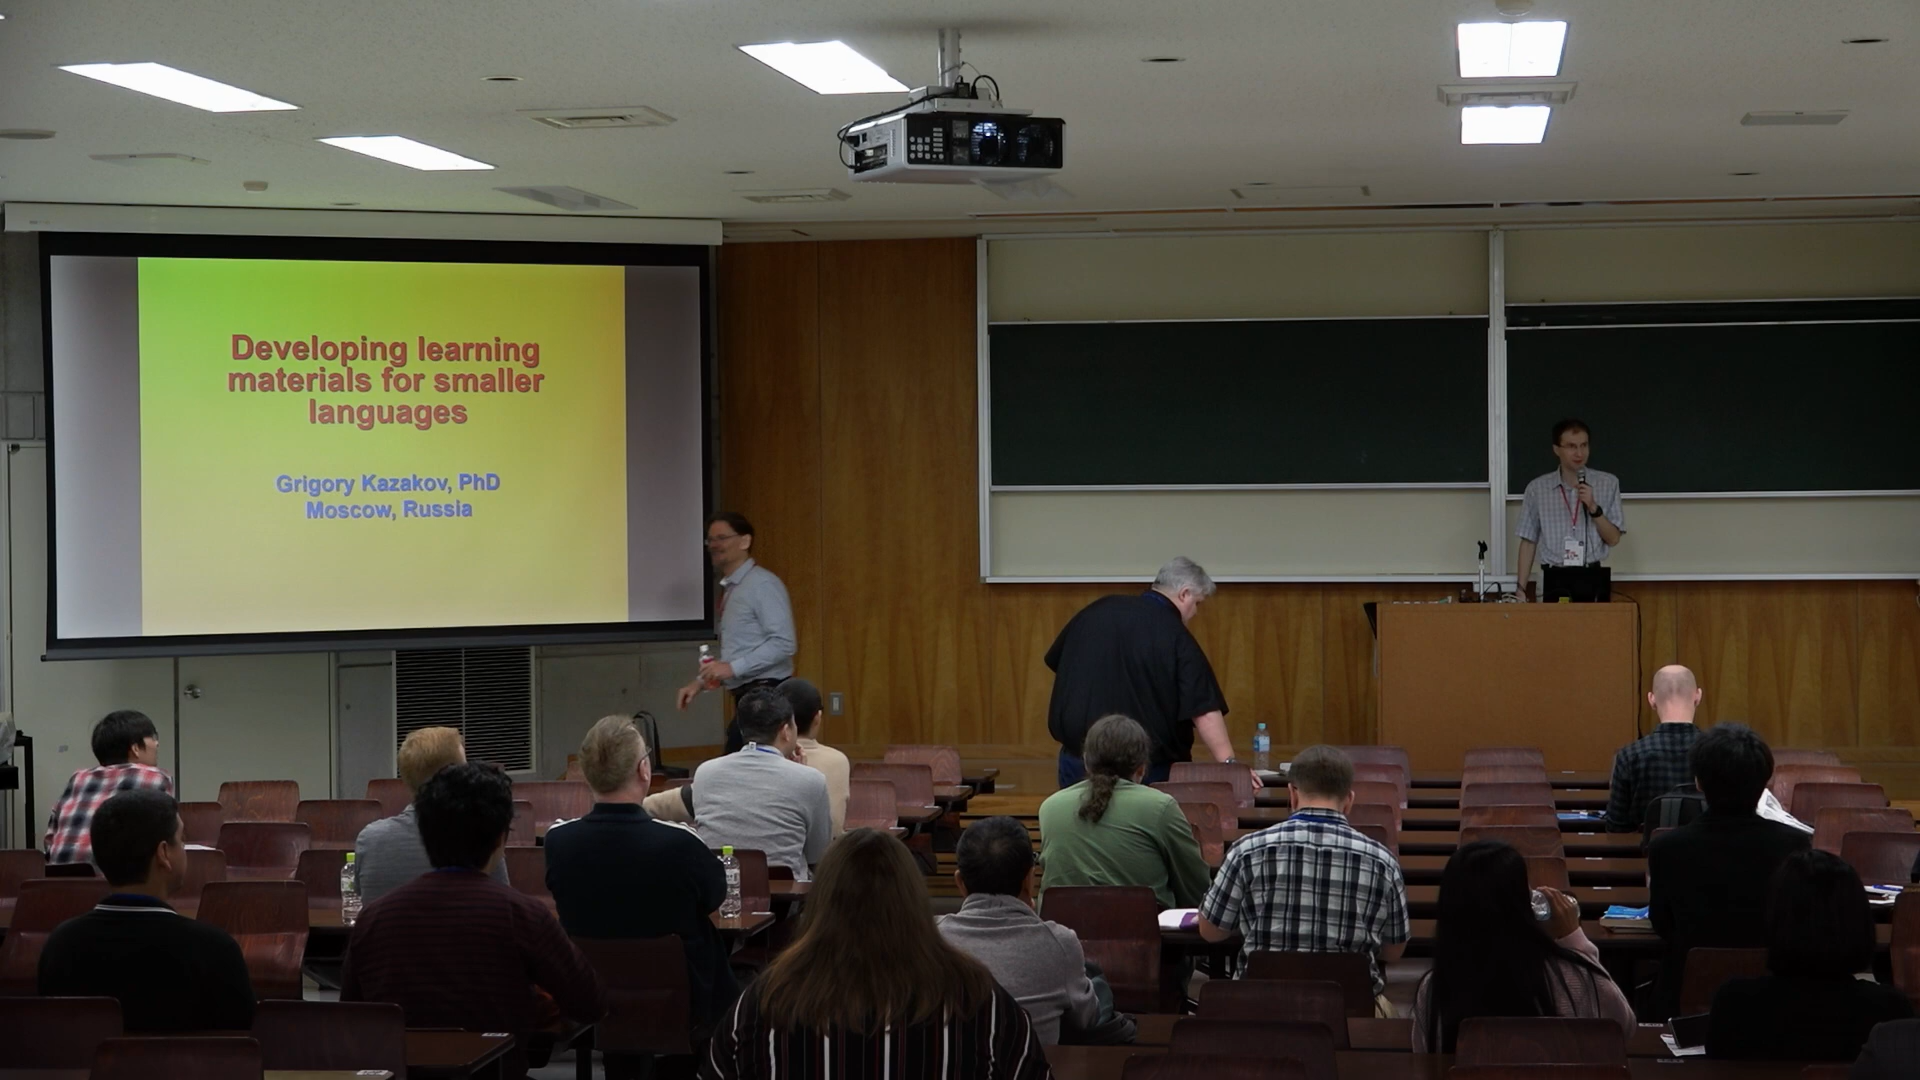 Developing learning
materials for smaller
languages
Grigory Kazakov, PhD
Moscow, Russia